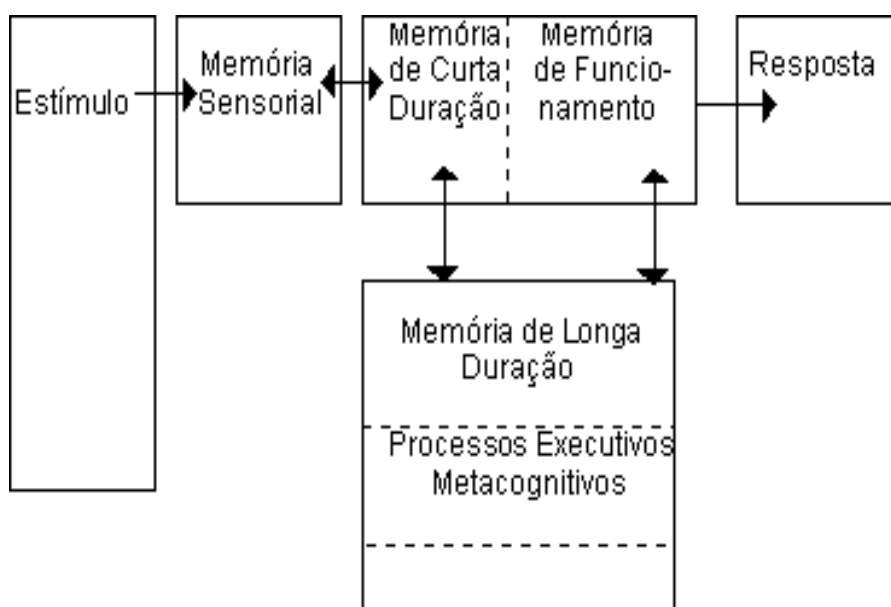 Estímulo
Memória
Sensorial
Memória
de Curta
Duração
Memória
de Funcio-
namento
Resposta
Memória de Longa
Duração
Processos Executivos
Metacognitivos